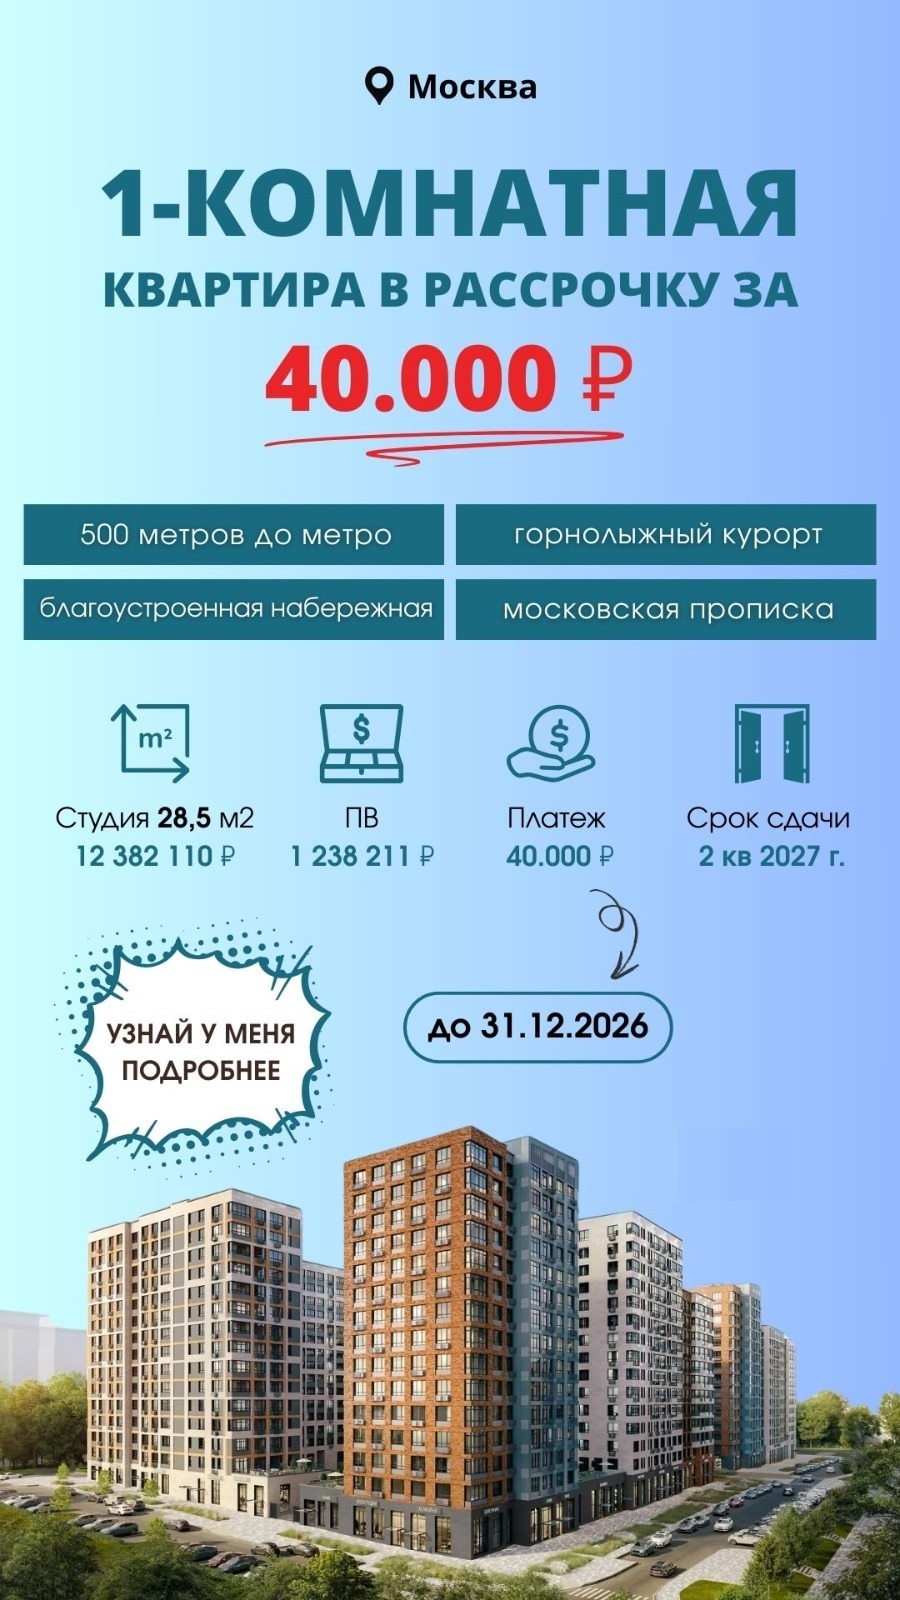 Москва
1-КОМНАТНАЯ
КВАРТИРА В РАССРОЧКУ ЗА
40.000 ₽
500 метров до метро
горнолыжный курорт
благоустроенная набережная
московская прописка
m²
$
$
Студия 28,5 м2
12 382 110 ₽
ПВ
1 238 211 ₽
Платеж
40.000 ₽
Срок сдачи
2 кв 2027 г.
до 31.12.2026
УЗНАЙ У МЕНЯ
ПОДРОБНЕЕ